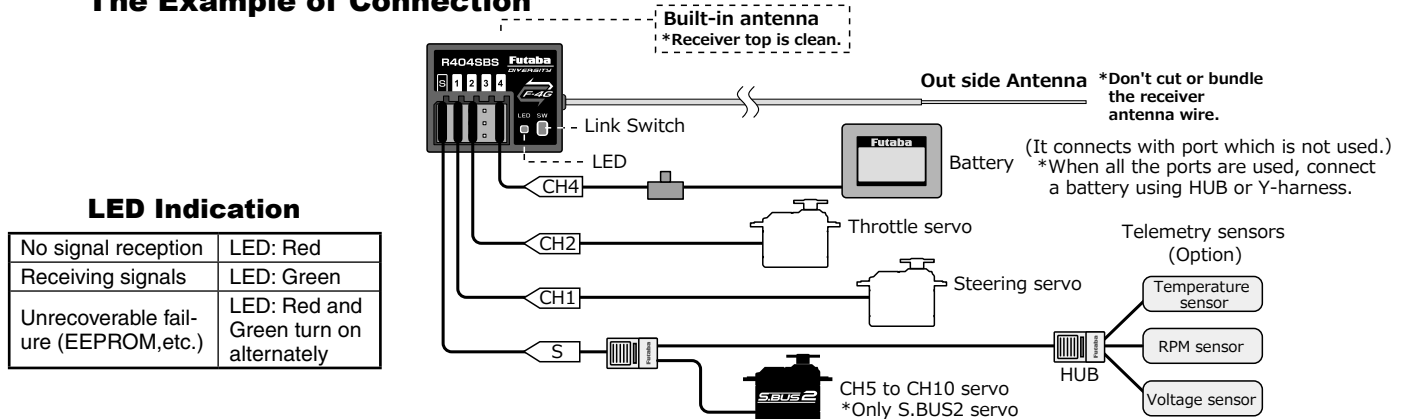 The Example of Connection
Built-in antenna
*Receiver top is clean.
R404SBS Futaba
DIVERSITY
S 1 2 3 4
F-4G
LED SW
Out side Antenna
*Don't cut or bundle
the receiver
antenna wire.
Link Switch
LED
Futaba
Battery
(It connects with port which is not used.)
*When all the ports are used, connect
a battery using HUB or Y-harness.
CH4
LED Indication
No signal reception LED: Red
Receiving signals LED: Green
Unrecoverable fail-
ure (EEPROM,etc.)
LED: Red and
Green turn on
alternately
Throttle servo
CH2
Steering servo
CH1
Telemetry sensors
(Option)
Temperature
sensor
RPM sensor
Voltage sensor
S
Futaba
Futaba
HUB
S.BUS2
CH5 to CH10 servo
*Only S.BUS2 servo